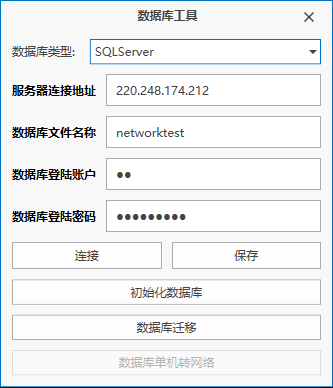 数据库工具
数据库类型: SQLServer
服务器连接地址 220.248.174.212
数据库文件名称 networktest
数据库登陆账户 ●●
数据库登陆密码 ●●●●●●●●●
连接 保存
初始化数据库
数据库迁移
数据库单机转网络